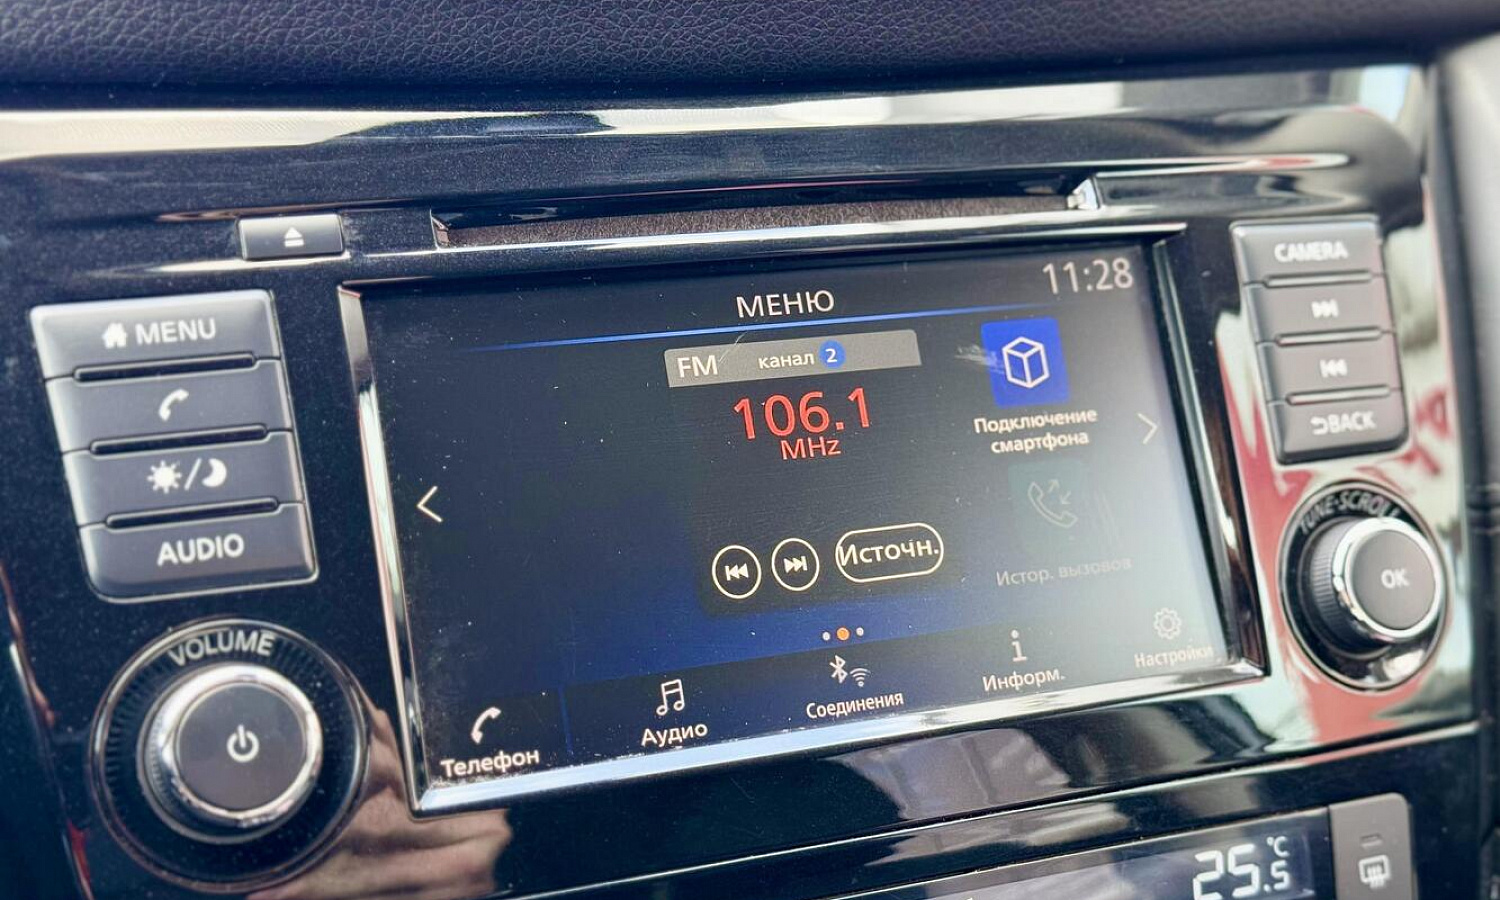 MENU
AUDIO
VOLUME
МЕНЮ
11:28
FM канал 2
106.1
MHz
Источн.
Подключение
смартфона
Истор. вызовов
Телефон
Аудио
Соединения
Информ.
Настройки
CAMERA
BACK
TUNE·SCROLL
OK
25.5 °C